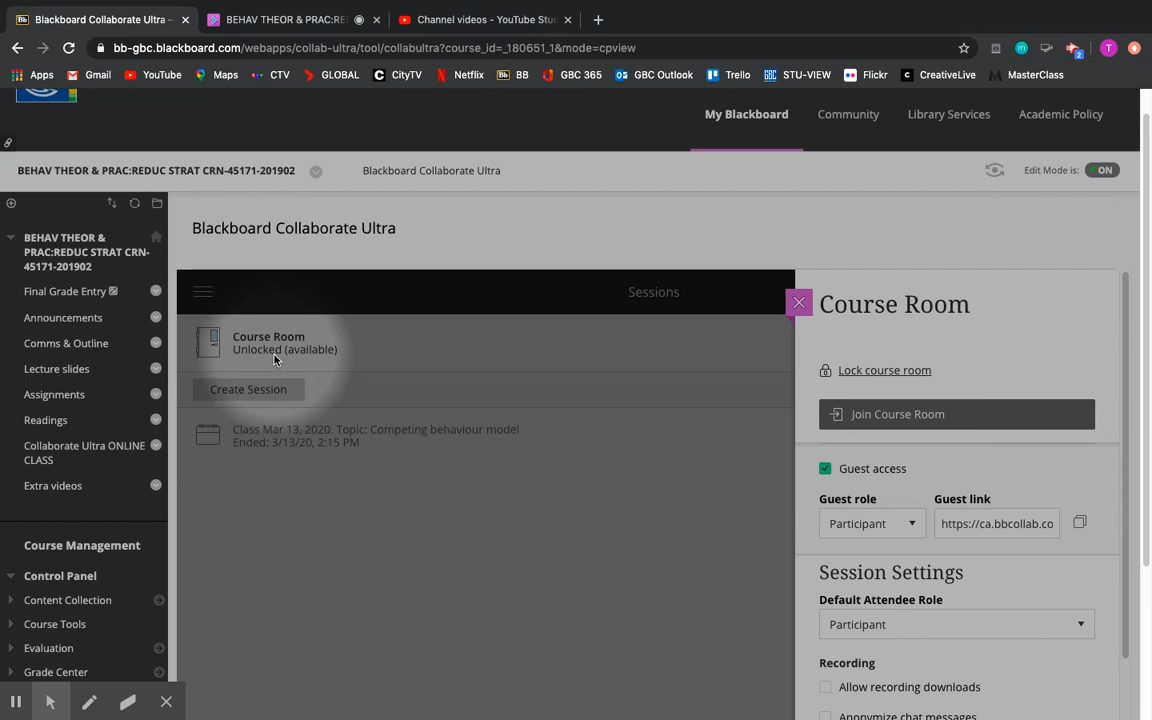 Blackboard Collaborate Ultra –
BEHAV THEOR & PRAC:RE
Channel videos - YouTube Stu
bb-gbc.blackboard.com/webapps/collab-ultra/tool/collabultra?course_id=_180651_1&mode=cpview
T
2
Apps
Gmail
YouTube
Maps
CTV
GLOBAL
CityTV
Netflix
Bb
BB
GBC 365
GBC Outlook
Trello
STU-VIEW
Flickr
CreativeLive
MasterClass
My Blackboard
Community
Library Services
Academic Policy
BEHAV THEOR & PRAC:REDUC STRAT CRN-45171-201902
Blackboard Collaborate Ultra
Edit Mode is:
ON
BEHAV THEOR &
PRAC:REDUC STRAT CRN-
45171-201902
Final Grade Entry
Announcements
Comms & Outline
Lecture slides
Assignments
Readings
Collaborate Ultra ONLINE
CLASS
Extra videos
Course Management
Control Panel
Content Collection
Course Tools
Evaluation
Grade Center
Blackboard Collaborate Ultra
Sessions
Course Room
Unlocked (available)
Create Session
Class Mar 13, 2020. Topic: Competing behaviour model
Ended: 3/13/20, 2:15 PM
Course Room
Lock course room
Join Course Room
Guest access
Guest role
Guest link
Participant
https://ca.bbcollab.co
Session Settings
Default Attendee Role
Participant
Recording
Allow recording downloads
Anonymize chat messages